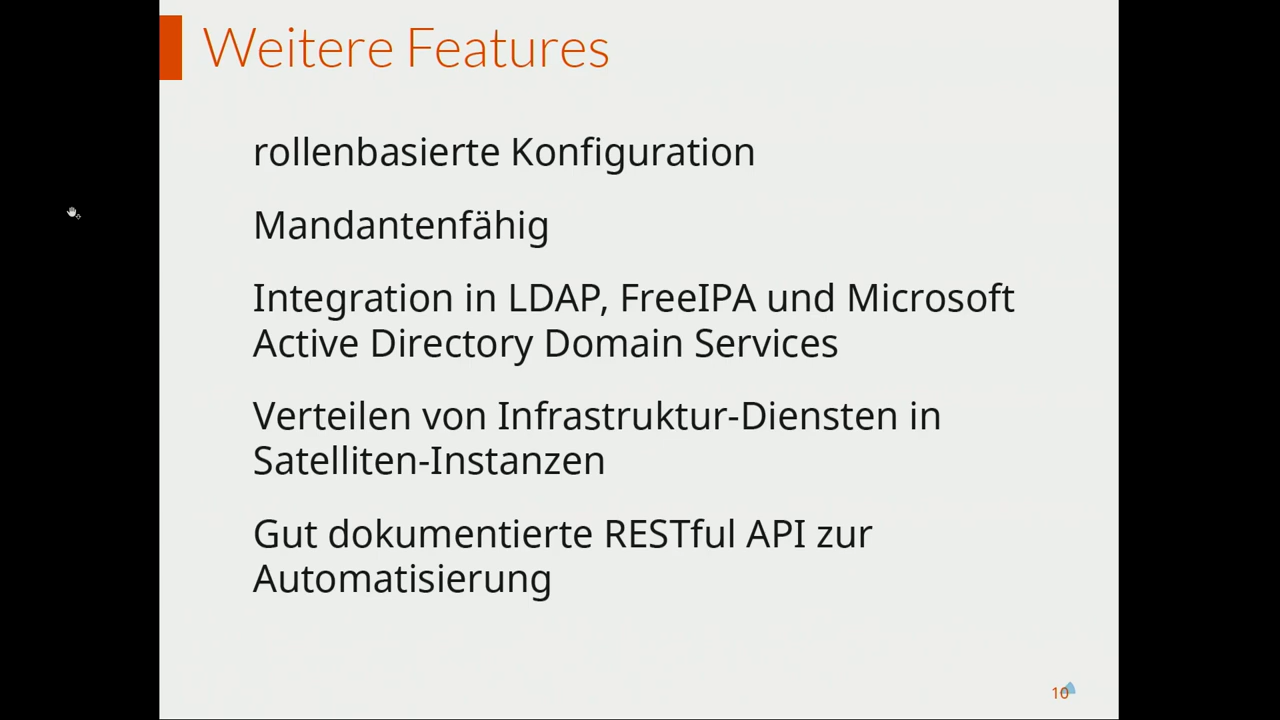 Weitere Features
rollenbasierte Konfiguration
Mandantenfähig
Integration in LDAP, FreeIPA und Microsoft
Active Directory Domain Services
Verteilen von Infrastruktur-Diensten in
Satelliten-Instanzen
Gut dokumentierte RESTful API zur
Automatisierung
10